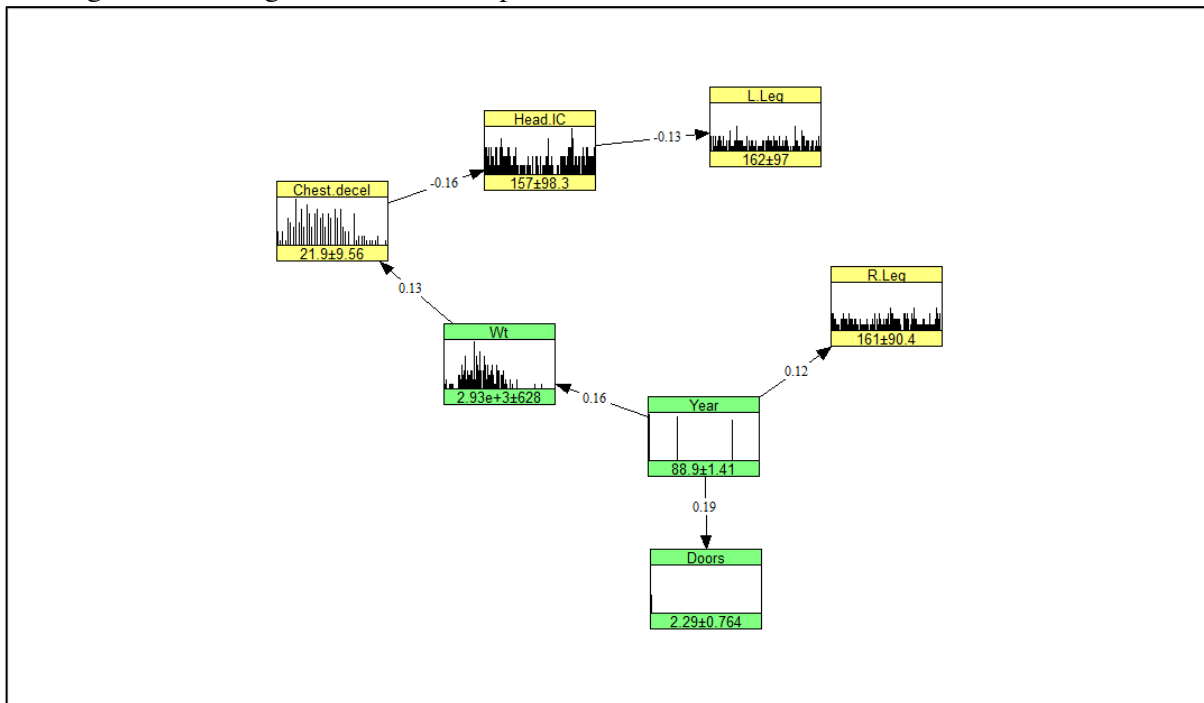 L.Leg
Head.IC
-0.13
162±97
-0.16
157±98.3
Chest.decel
21.9±9.56
R.Leg
0.13
Wt
161±90.4
0.12
2.93e+3±628
0.16
Year
88.9±1.41
0.19
Doors
2.29±0.764